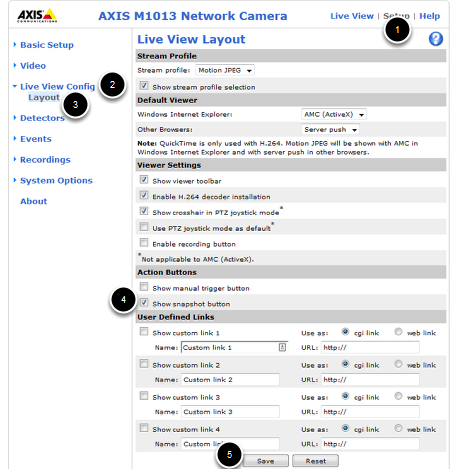 AXIS
COMMUNICATIONS
AXIS M1013 Network Camera
Live View | Setup | Help
1
Basic Setup
Video
Live View Config
2
Layout
3
Detectors
Events
Recordings
System Options
About
Live View Layout
?
Stream Profile
Stream profile: Motion JPEG
Show stream profile selection
Default Viewer
Windows Internet Explorer: AMC (ActiveX)
Other Browsers: Server push
Note: QuickTime is only used with H.264. Motion JPEG will be shown with AMC in
Windows Internet Explorer and with server push in other browsers.
Viewer Settings
Show viewer toolbar
Enable H.264 decoder installation
Show crosshair in PTZ joystick mode*
Use PTZ joystick mode as default*
Enable recording button
*Not applicable to AMC (ActiveX).
Action Buttons
Show manual trigger button
4
Show snapshot button
User Defined Links
Show custom link 1 Use as: cgi link web link
Name: Custom link 1 URL: http://
Show custom link 2 Use as: cgi link web link
Name: Custom link 2 URL: http://
Show custom link 3 Use as: cgi link web link
Name: Custom link 3 URL: http://
Show custom link 4 Use as: cgi link web link
Name: Custom URL: http://
5
Save Reset